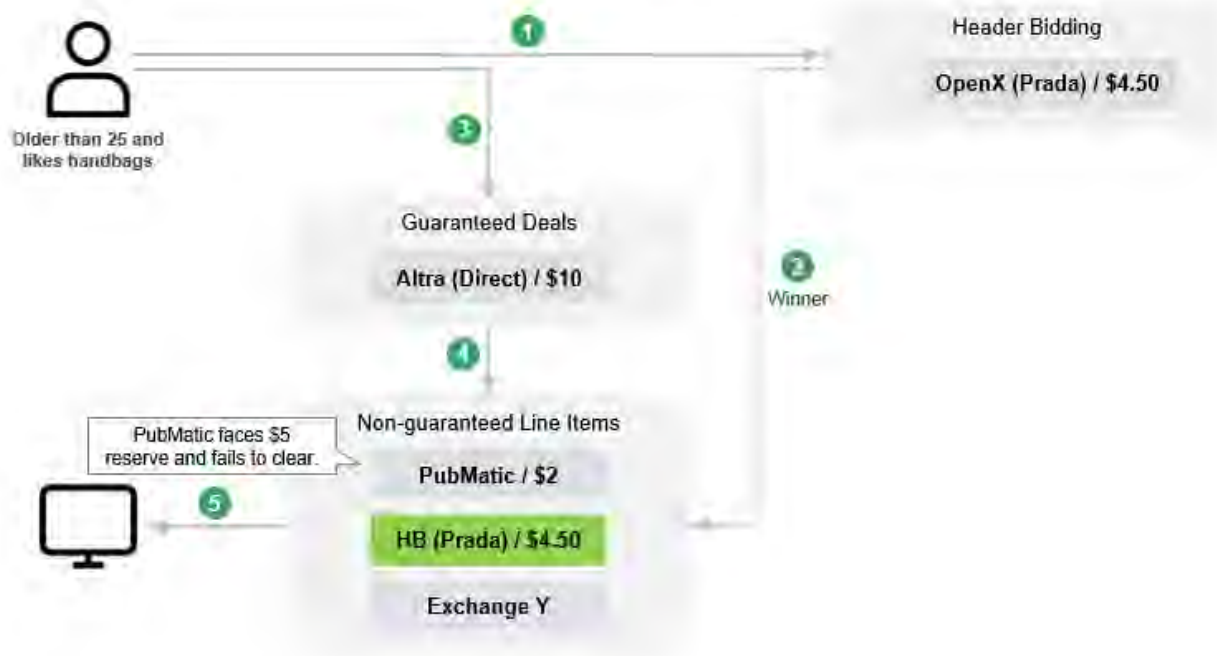 1
Header Bidding
OpenX (Prada) / $4.50
Older than 25 and
likes handbags
3
Guaranteed Deals
Altra (Direct) / $10
2
Winner
4
Non-guaranteed Line Items
PubMatic faces $5
reserve and fails to clear.
PubMatic / $2
5
HB (Prada) / $4.50
Exchange Y